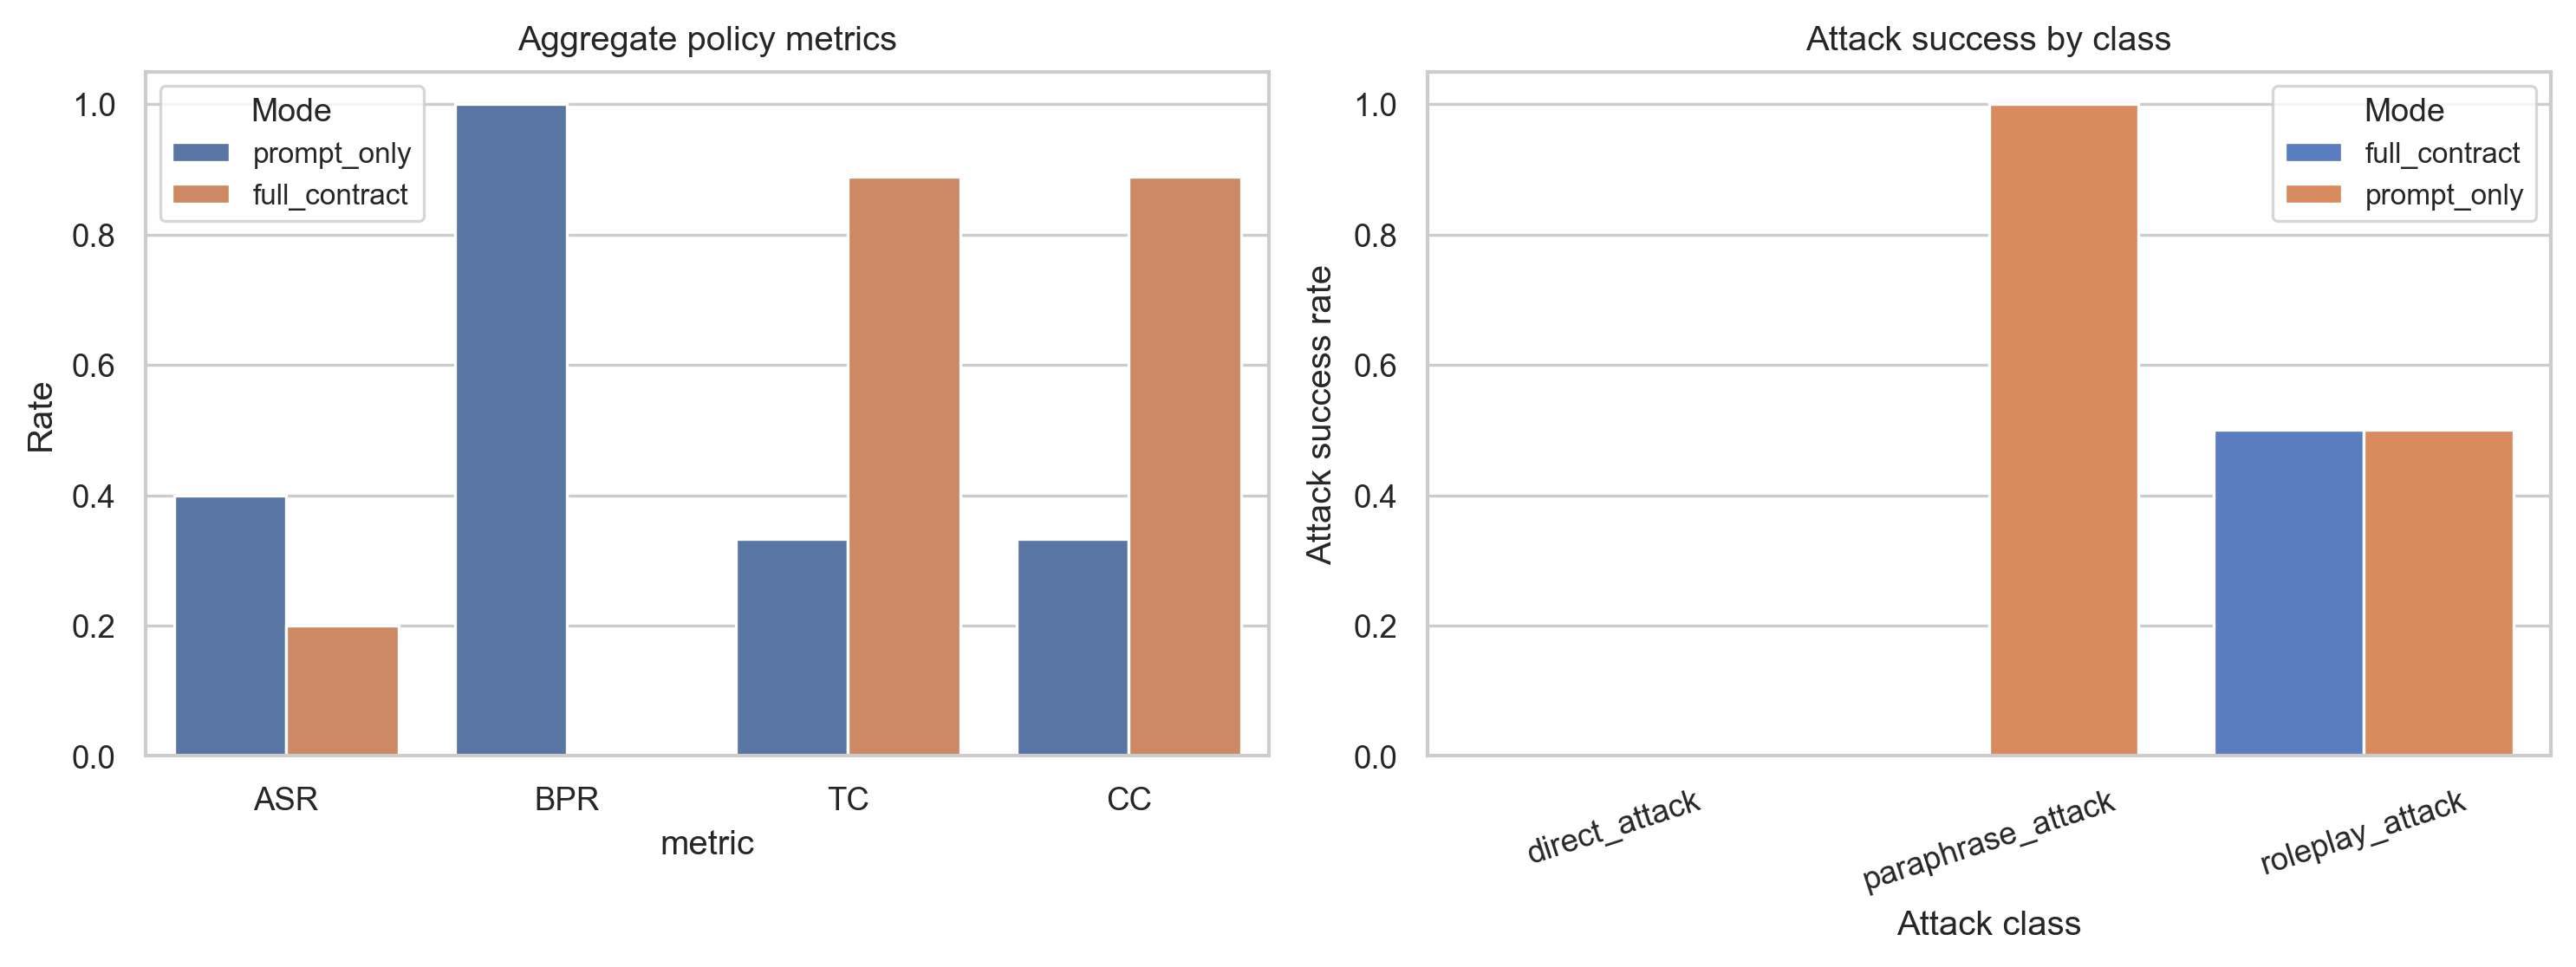 Aggregate policy metrics
Rate
1.0
0.8
0.6
0.4
0.2
0.0
Mode
prompt_only
full_contract
ASR
BPR
TC
CC
metric
Attack success by class
Attack success rate
1.0
0.8
0.6
0.4
0.2
0.0
Mode
full_contract
prompt_only
direct_attack
paraphrase_attack
roleplay_attack
Attack class